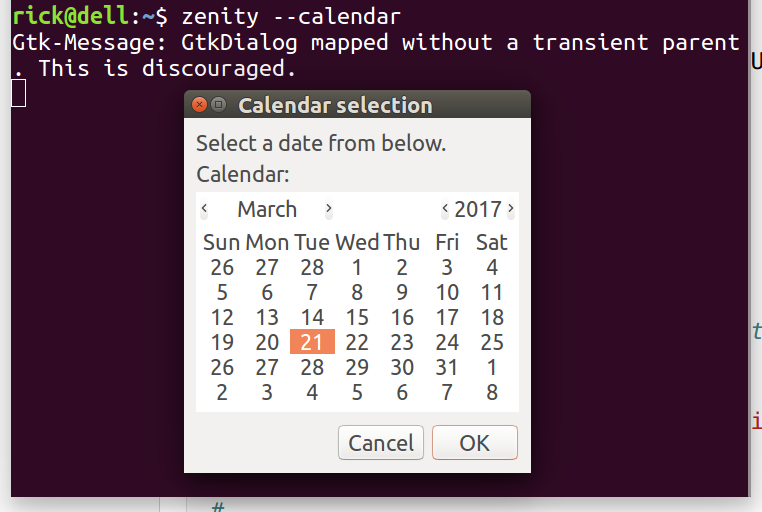 rick@dell:~$ zenity --calendar
Gtk-Message: GtkDialog mapped without a transient parent
. This is discouraged.
U
Calendar selection
Select a date from below.
Calendar:
‹ March › ‹ 2017 ›
Sun Mon Tue Wed Thu Fri Sat
26 27 28 1 2 3 4
5 6 7 8 9 10 11
12 13 14 15 16 17 18
t
19 20 21 22 23 24 25
26 27 28 29 30 31 1
2 3 4 5 6 7 8
i
Cancel OK
#